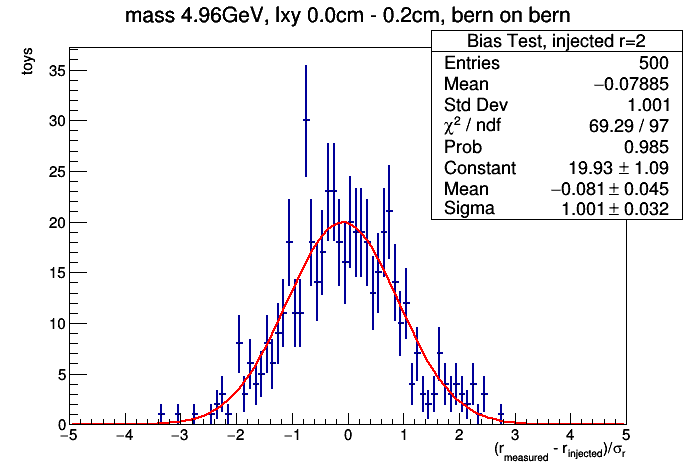 mass 4.96GeV, lxy 0.0cm - 0.2cm, bern on bern
Bias Test, injected r=2
Entries 500
Mean −0.07885
Std Dev 1.001
χ² / ndf 69.29 / 97
Prob 0.985
Constant 19.93 ± 1.09
Mean −0.081 ± 0.045
Sigma 1.001 ± 0.032
toys
35
30
25
20
15
10
5
0
−5 −4 −3 −2 −1 0 1 2 3 4 5
(r_measured - r_injected)/σ_r